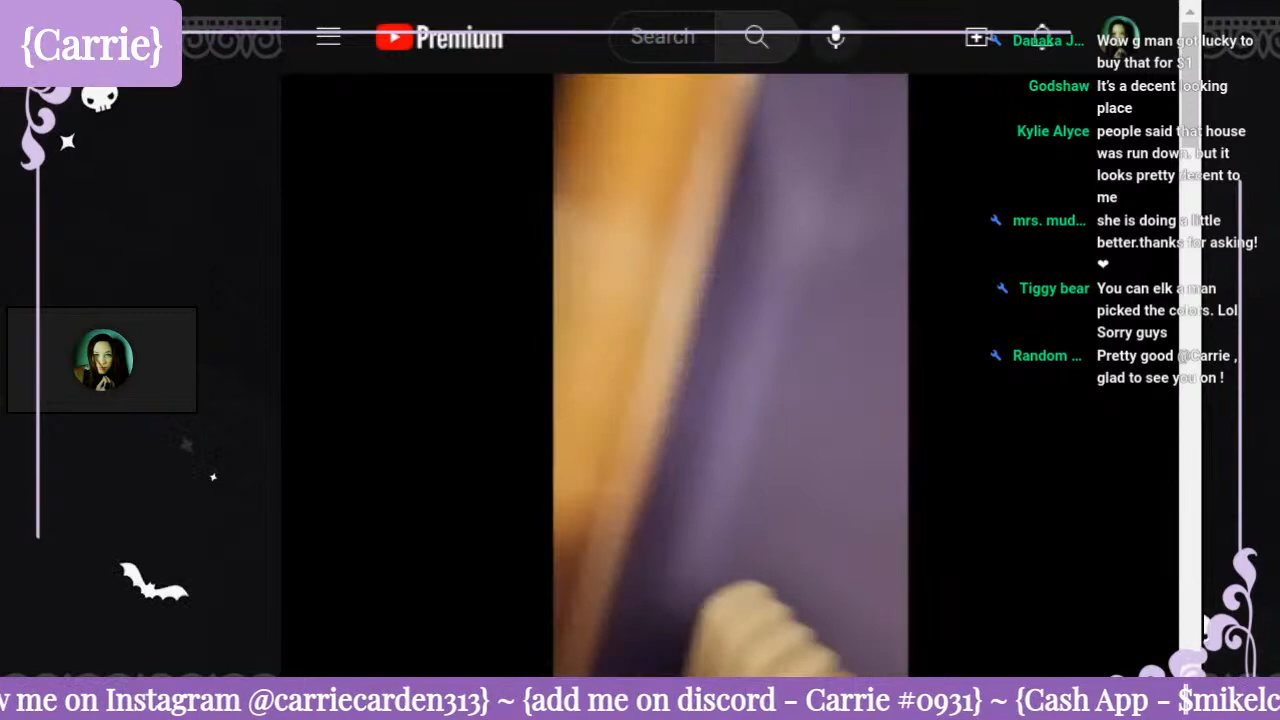 {Carrie}
Premium
Search
Danaka J... Wow g man got lucky to
buy that for $1
Godshaw It's a decent looking
place
Kylie Alyce people said that house
was run down. but it
looks pretty decent to
me
mrs. mud... she is doing a little
better.thanks for asking!
❤
Tiggy bear You can elk a man
picked the colors. Lol
Sorry guys
Random ... Pretty good @Carrie ,
glad to see you on !
w me on Instagram @carriecarden313} ~ {add me on discord - Carrie #0931} ~ {Cash App - $mikelc